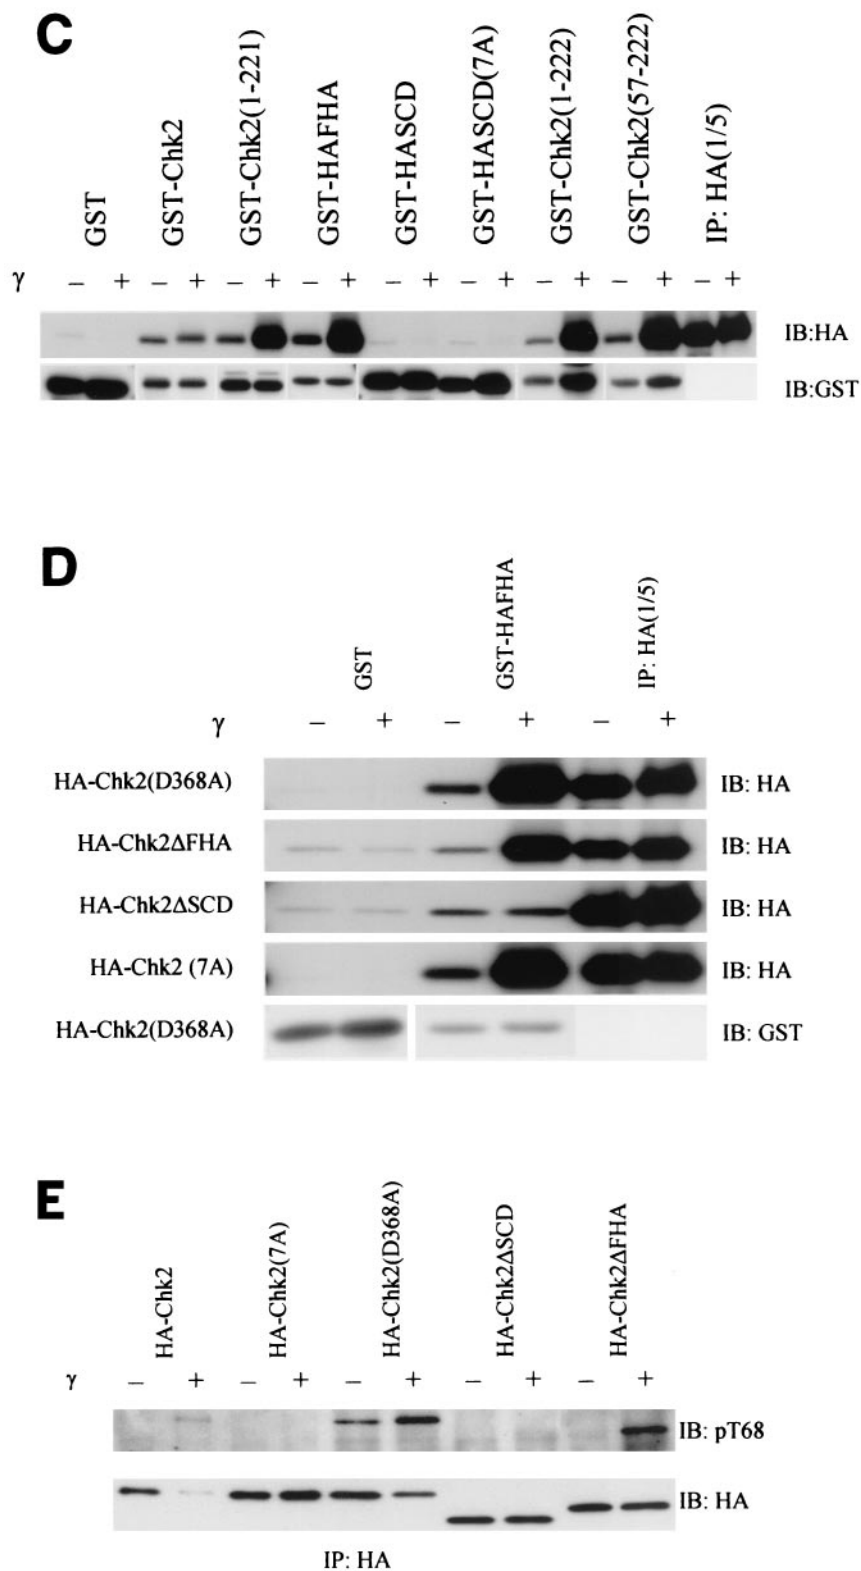 C
GST
GST-Chk2
GST-Chk2(1-221)
GST-HAFHA
GST-HASCD
GST-HASCD(7A)
GST-Chk2(1-222)
GST-Chk2(57-222)
IP: HA(1/5)
γ – + – + – + – + – + – + – + – + – +
IB:HA
IB:GST
D
GST
GST-HAFHA
IP: HA(1/5)
γ – + – + – +
HA-Chk2(D368A) IB: HA
HA-Chk2ΔFHA IB: HA
HA-Chk2ΔSCD IB: HA
HA-Chk2 (7A) IB: HA
HA-Chk2(D368A) IB: GST
E
HA-Chk2
HA-Chk2(7A)
HA-Chk2(D368A)
HA-Chk2ΔSCD
HA-Chk2ΔFHA
γ – + – + – + – + – +
IB: pT68
IB: HA
IP: HA